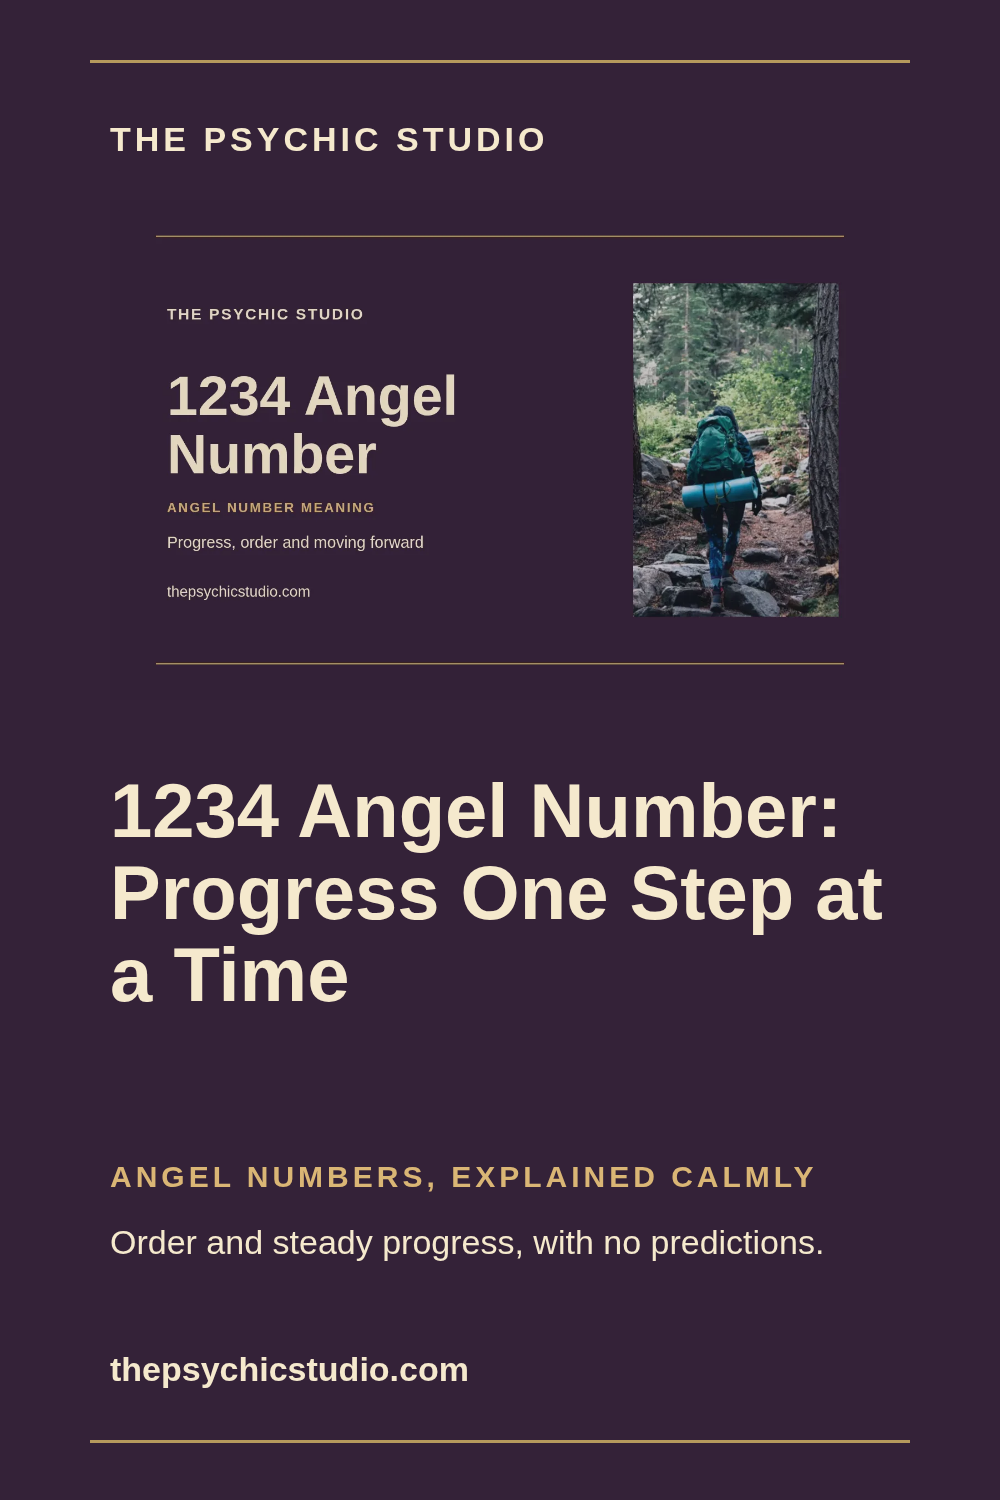 THE PSYCHIC STUDIO
THE PSYCHIC STUDIO
1234 Angel
Number
ANGEL NUMBER MEANING
Progress, order and moving forward
thepsychicstudio.com
1234 Angel Number:
Progress One Step at
a Time
ANGEL NUMBERS, EXPLAINED CALMLY
Order and steady progress, with no predictions.
thepsychicstudio.com